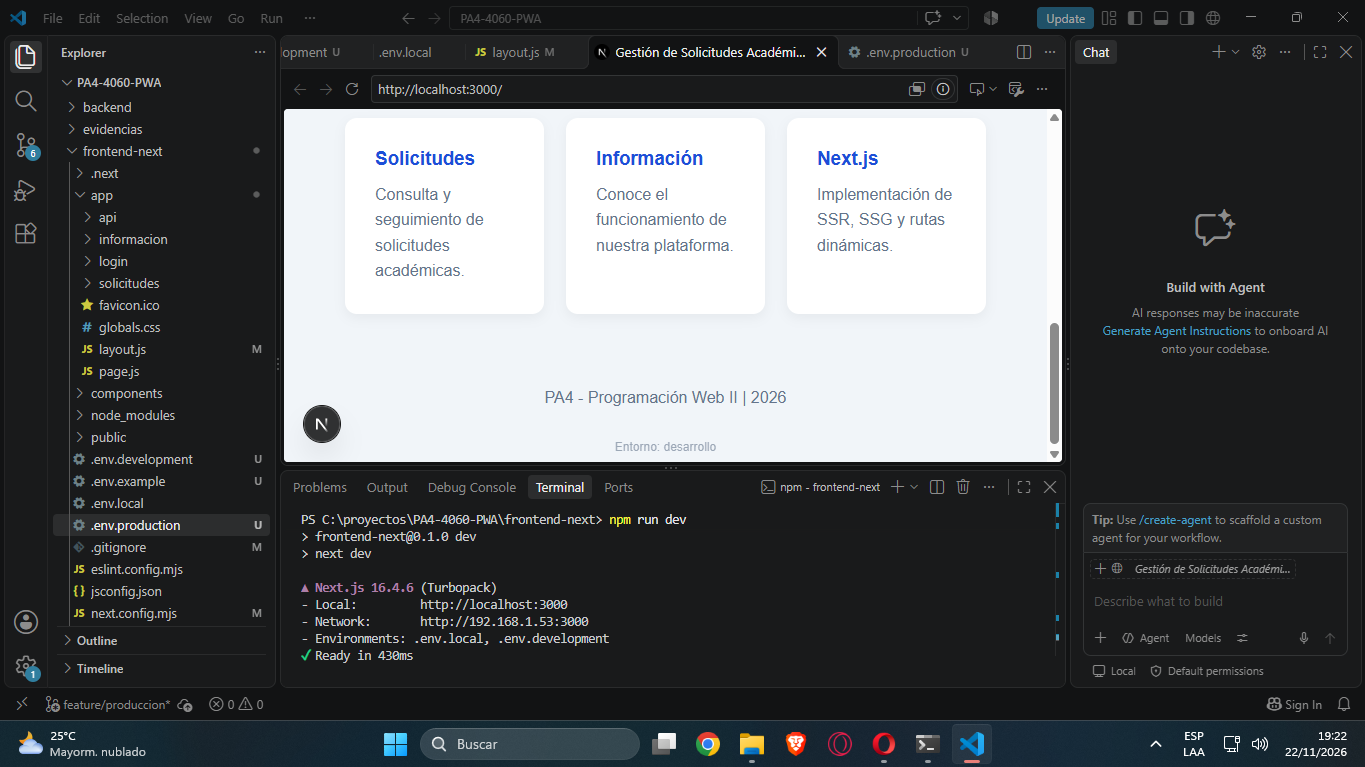 File Edit Selection View Go Run ···
PA4-4060-PWA
Update
Explorer
PA4-4060-PWA
backend
evidencias
frontend-next
.next
app
api
informacion
login
solicitudes
favicon.ico
# globals.css
JS layout.js M
JS page.js
components
node_modules
public
.env.development U
.env.example U
.env.local
.env.production U
.gitignore M
JS eslint.config.mjs
{} jsconfig.json
JS next.config.mjs M
Outline
Timeline
6
1
lopment U
.env.local
JS layout.js M
N Gestión de Solicitudes Académi...
.env.production U
http://localhost:3000/
Solicitudes
Consulta y
seguimiento de
solicitudes
académicas.
Información
Conoce el
funcionamiento de
nuestra plataforma.
Next.js
Implementación de
SSR, SSG y rutas
dinámicas.
PA4 - Programación Web II | 2026
N
Entorno: desarrollo
Problems Output Debug Console Terminal Ports
npm - frontend-next
PS C:\proyectos\PA4-4060-PWA\frontend-next> npm run dev
> frontend-next@0.1.0 dev
> next dev
▲ Next.js 16.4.6 (Turbopack)
- Local: http://localhost:3000
- Network: http://192.168.1.53:3000
- Environments: .env.local, .env.development
✓ Ready in 430ms
Chat
Build with Agent
AI responses may be inaccurate
Generate Agent Instructions to onboard AI
onto your codebase.
Tip: Use /create-agent to scaffold a custom
agent for your workflow.
Gestión de Solicitudes Académi...
Describe what to build
Agent Models
Local Default permissions
feature/produccion* 0 0
Sign In
25°C
Mayorm. nublado
Buscar
ESP
LAA
19:22
22/11/2026